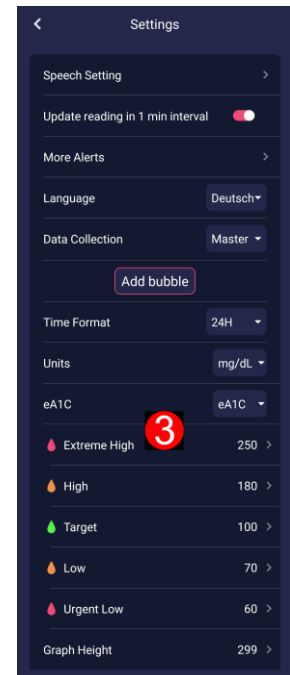 Settings
Speech Setting
Update reading in 1 min interval
More Alerts
Language Deutsch
Data Collection Master
Add bubble
Time Format 24H
Units mg/dL
eA1C eA1C
3
Extreme High 250
High 180
Target 100
Low 70
Urgent Low 60
Graph Height 299